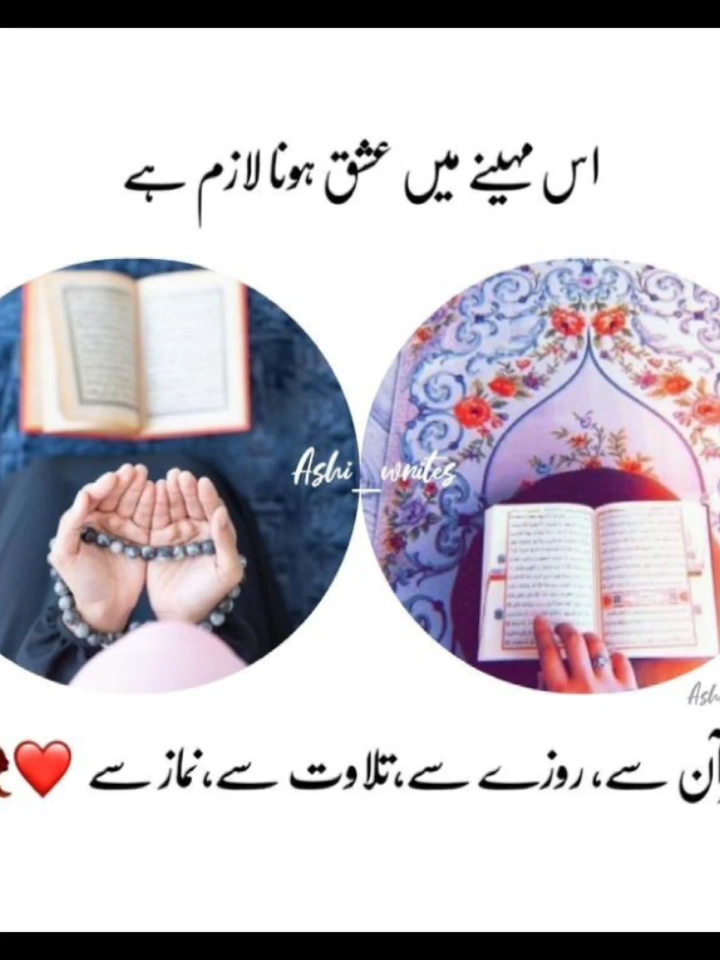 اس مہینے میں عشق ہونا لازم ہے
Ashi_writes
سے، روزے سے،تلاوت سے،نماز سے ❤️